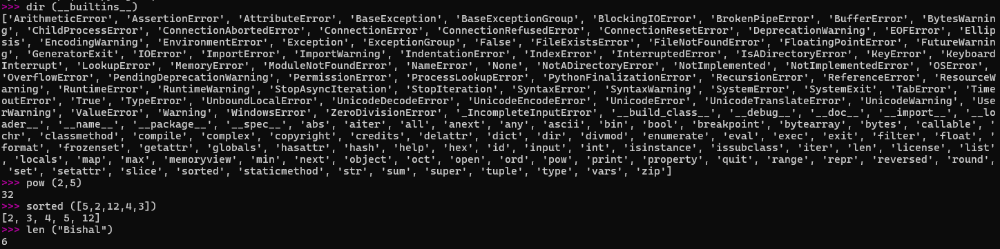 >>> dir (__builtins__)
['ArithmeticError', 'AssertionError', 'AttributeError', 'BaseException', 'BaseExceptionGroup', 'BlockingIOError', 'BrokenPipeError', 'BufferError', 'BytesWarnin
g', 'ChildProcessError', 'ConnectionAbortedError', 'ConnectionError', 'ConnectionRefusedError', 'ConnectionResetError', 'DeprecationWarning', 'EOFError', 'Ellip
sis', 'EncodingWarning', 'EnvironmentError', 'Exception', 'ExceptionGroup', 'False', 'FileExistsError', 'FileNotFoundError', 'FloatingPointError', 'FutureWarnin
g', 'GeneratorExit', 'IOError', 'ImportError', 'ImportWarning', 'IndentationError', 'IndexError', 'InterruptedError', 'IsADirectoryError', 'KeyError', 'Keyboard
Interrupt', 'LookupError', 'MemoryError', 'ModuleNotFoundError', 'NameError', 'None', 'NotADirectoryError', 'NotImplemented', 'NotImplementedError', 'OSError', 
'OverflowError', 'PendingDeprecationWarning', 'PermissionError', 'ProcessLookupError', 'PythonFinalizationError', 'RecursionError', 'ReferenceError', 'ResourceW
arning', 'RuntimeError', 'RuntimeWarning', 'StopAsyncIteration', 'StopIteration', 'SyntaxError', 'SyntaxWarning', 'SystemError', 'SystemExit', 'TabError', 'Time
outError', 'True', 'TypeError', 'UnboundLocalError', 'UnicodeDecodeError', 'UnicodeEncodeError', 'UnicodeError', 'UnicodeTranslateError', 'UnicodeWarning', 'Use
rWarning', 'ValueError', 'Warning', 'WindowsError', 'ZeroDivisionError', '_IncompleteInputError', '__build_class__', '__debug__', '__doc__', '__import__', '__lo
ader__', '__name__', '__package__', '__spec__', 'abs', 'aiter', 'all', 'anext', 'any', 'ascii', 'bin', 'bool', 'breakpoint', 'bytearray', 'bytes', 'callable', '
chr', 'classmethod', 'compile', 'complex', 'copyright', 'credits', 'delattr', 'dict', 'dir', 'divmod', 'enumerate', 'eval', 'exec', 'exit', 'filter', 'float', '
format', 'frozenset', 'getattr', 'globals', 'hasattr', 'hash', 'help', 'hex', 'id', 'input', 'int', 'isinstance', 'issubclass', 'iter', 'len', 'license', 'list'
, 'locals', 'map', 'max', 'memoryview', 'min', 'next', 'object', 'oct', 'open', 'ord', 'pow', 'print', 'property', 'quit', 'range', 'repr', 'reversed', 'round',
 'set', 'setattr', 'slice', 'sorted', 'staticmethod', 'str', 'sum', 'super', 'tuple', 'type', 'vars', 'zip']
>>> pow (2,5)
32
>>> sorted ([5,2,12,4,3])
[2, 3, 4, 5, 12]
>>> len ("Bishal")
6